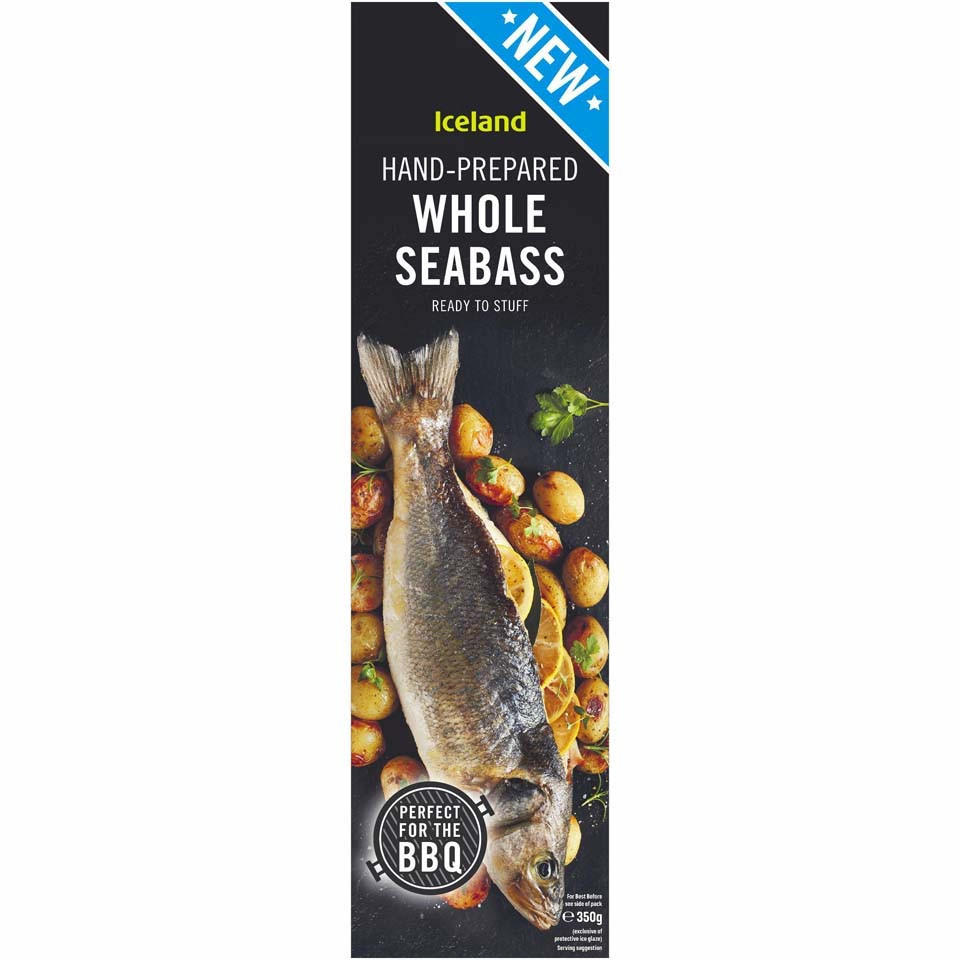 NEW
Iceland
HAND-PREPARED
WHOLE
SEABASS
READY TO STUFF
PERFECT
FOR THE
BBQ
For Best Before
see side of pack
℮ 350g
(exclusive of
protective ice glaze)
Serving suggestion